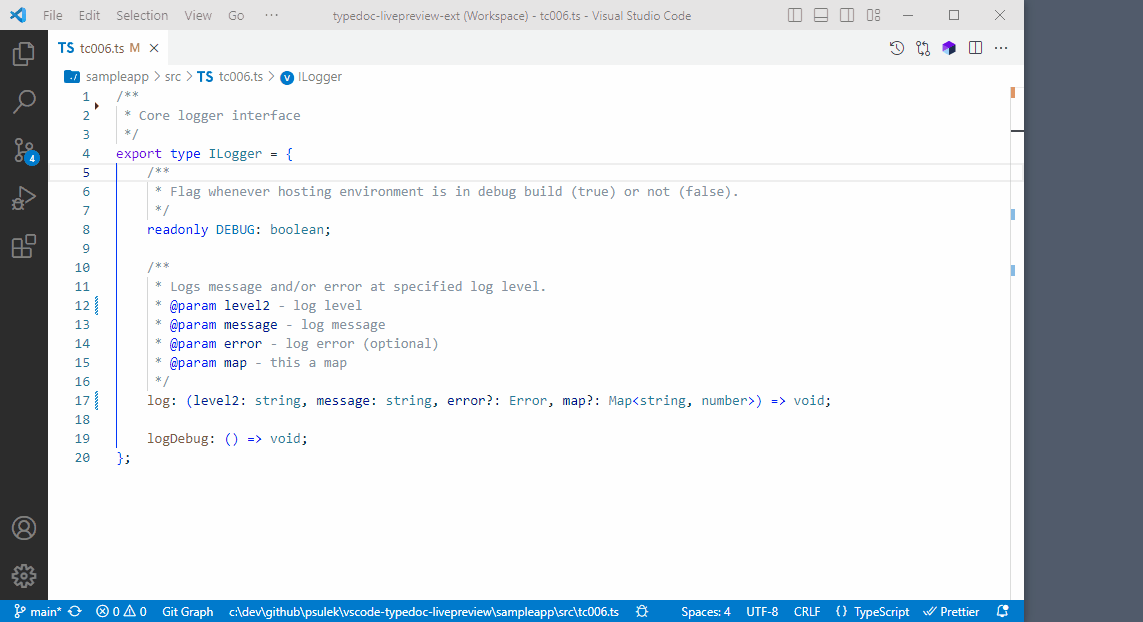 File Edit Selection View Go ··· typedoc-livepreview-ext (Workspace) - tc006.ts - Visual Studio Code
TS tc006.ts M
sampleapp > src > TS tc006.ts > ILogger
1 /**
2 * Core logger interface
3 */
4 export type ILogger = {
5 /**
6 * Flag whenever hosting environment is in debug build (true) or not (false).
7 */
8 readonly DEBUG: boolean;
9
10 /**
11 * Logs message and/or error at specified log level.
12 * @param level2 - log level
13 * @param message - log message
14 * @param error - log error (optional)
15 * @param map - this a map
16 */
17 log: (level2: string, message: string, error?: Error, map?: Map<string, number>) => void;
18
19 logDebug: () => void;
20 };
4
main* 0 0 Git Graph c:\dev\github\psulek\vscode-typedoc-livepreview\sampleapp\src\tc006.ts Spaces: 4 UTF-8 CRLF {} TypeScript Prettier